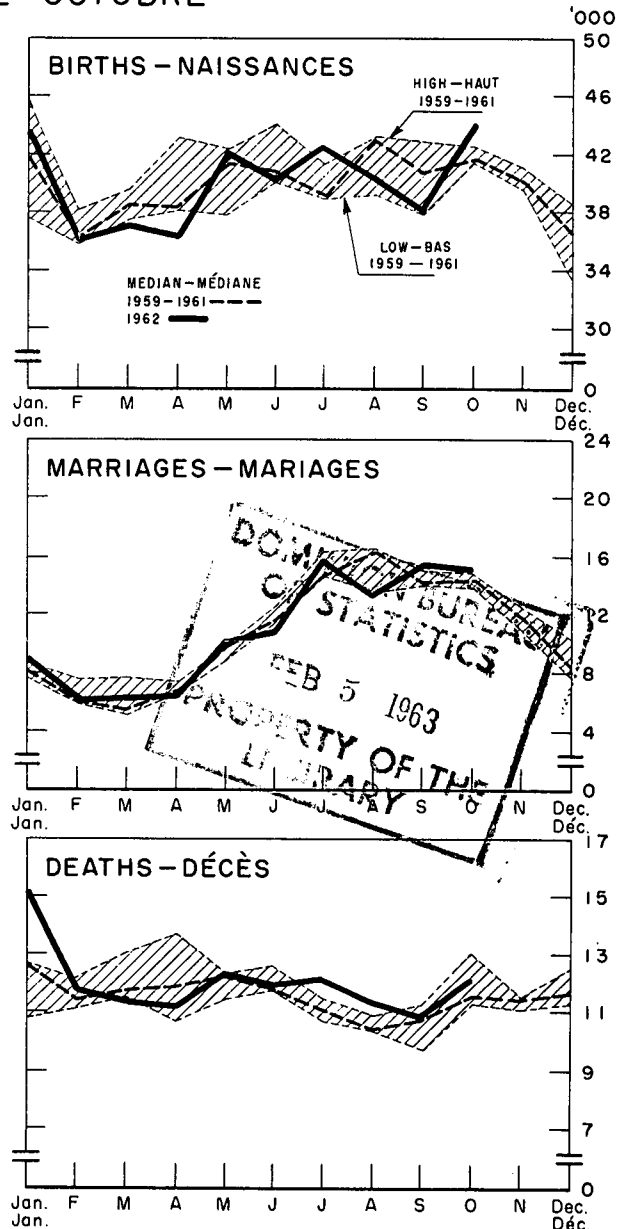 OCTOBRE
'000
50
BIRTHS – NAISSANCES
HIGH – HAUT
1959 – 1961
46
42
38
LOW – BAS
1959 — 1961
34
MEDIAN – MÉDIANE
1959 – 1961
1962
30
0
Jan. F M A M J J A S O N Dec.
Jan. Déc.
24
MARRIAGES – MARIAGES
20
16
DOMINION BUREAU
OF STATISTICS
12
8
FEB 5 1963
4
PROPERTY OF THE
LIBRARY
0
Jan. F M A M J J A S O N Dec.
Jan. Déc.
17
DEATHS – DÉCÈS
15
13
11
9
7
0
Jan. F M A M J J A S O N Dec.
Jan. Déc.